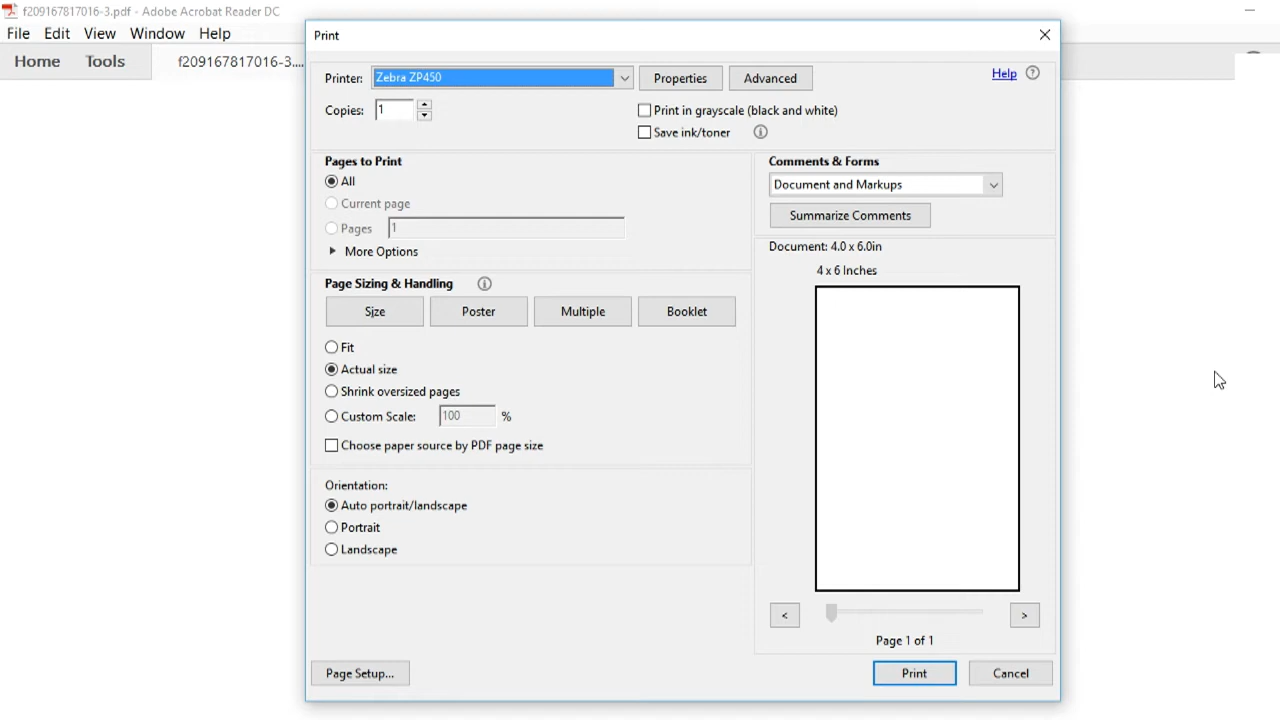 f209167817016-3.pdf - Adobe Acrobat Reader DC
File Edit View Window Help
Home Tools f209167817016-3....
Print
Printer: Zebra ZP450 Properties Advanced Help
Copies: 1 Print in grayscale (black and white)
Save ink/toner
Pages to Print
All
Current page
Pages 1
More Options
Comments & Forms
Document and Markups
Summarize Comments
Page Sizing & Handling
Size Poster Multiple Booklet
Fit
Actual size
Shrink oversized pages
Custom Scale: 100 %
Choose paper source by PDF page size
Orientation:
Auto portrait/landscape
Portrait
Landscape
Document: 4.0 x 6.0in
4 x 6 Inches
< >
Page 1 of 1
Page Setup... Print Cancel